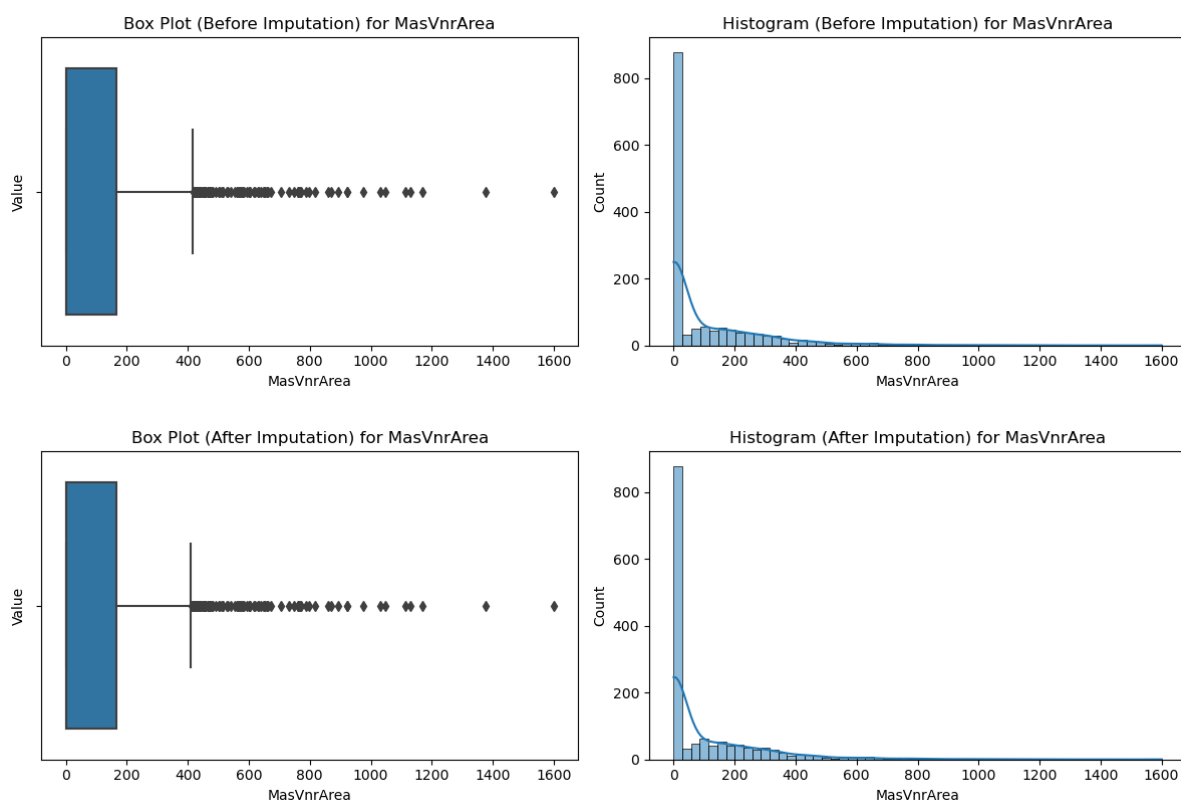 Box Plot (Before Imputation) for MasVnrArea
Value
0 200 400 600 800 1000 1200 1400 1600
MasVnrArea
Histogram (Before Imputation) for MasVnrArea
Count
800
600
400
200
0
0 200 400 600 800 1000 1200 1400 1600
MasVnrArea
Box Plot (After Imputation) for MasVnrArea
Value
0 200 400 600 800 1000 1200 1400 1600
MasVnrArea
Histogram (After Imputation) for MasVnrArea
Count
800
600
400
200
0
0 200 400 600 800 1000 1200 1400 1600
MasVnrArea